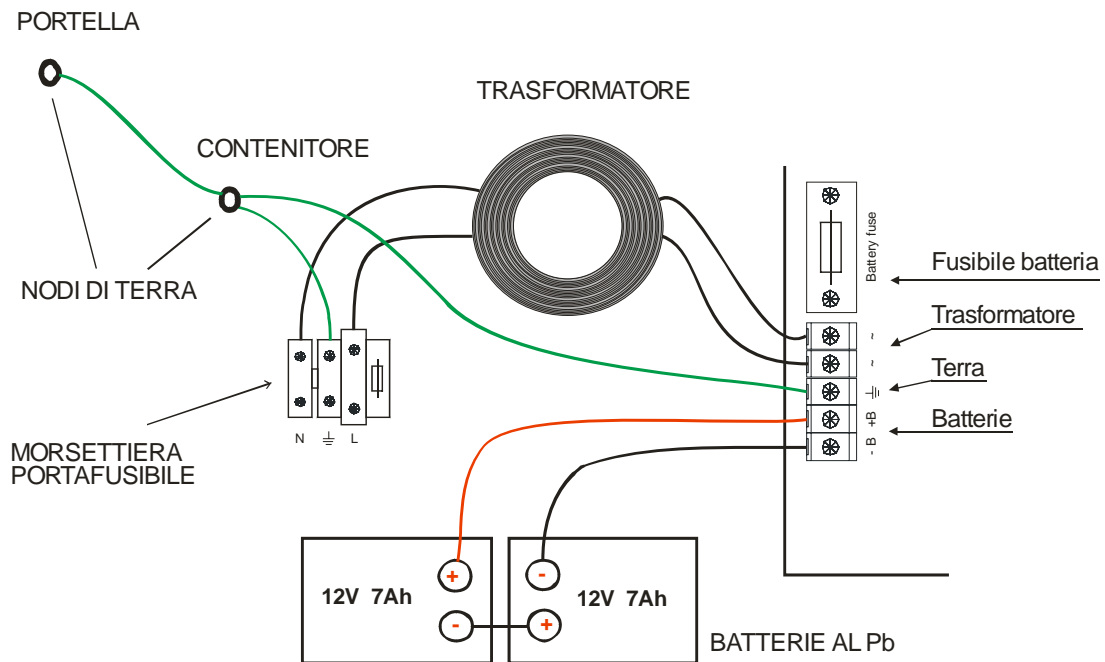 PORTELLA
TRASFORMATORE
CONTENITORE
NODI DI TERRA
Battery fuse
Fusibile batteria
~
Trasformatore
~
Terra
+B
Batterie
- B
N
L
MORSETTIERA
PORTAFUSIBILE
+
-
12V 7Ah
12V 7Ah
-
+
BATTERIE AL Pb